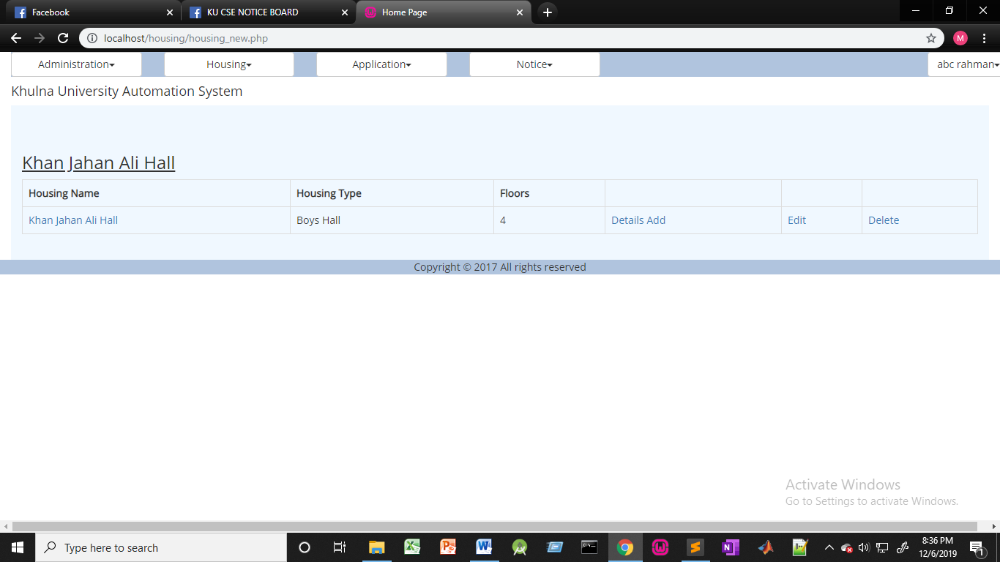 Facebook
KU CSE NOTICE BOARD
Home Page
localhost/housing/housing_new.php
M
Administration
Housing
Application
Notice
abc rahman
Khulna University Automation System
Khan Jahan Ali Hall
Housing Name Housing Type Floors
Khan Jahan Ali Hall Boys Hall 4 Details Add Edit Delete
Copyright © 2017 All rights reserved
Activate Windows
Go to Settings to activate Windows.
Type here to search
8:36 PM
12/6/2019
1